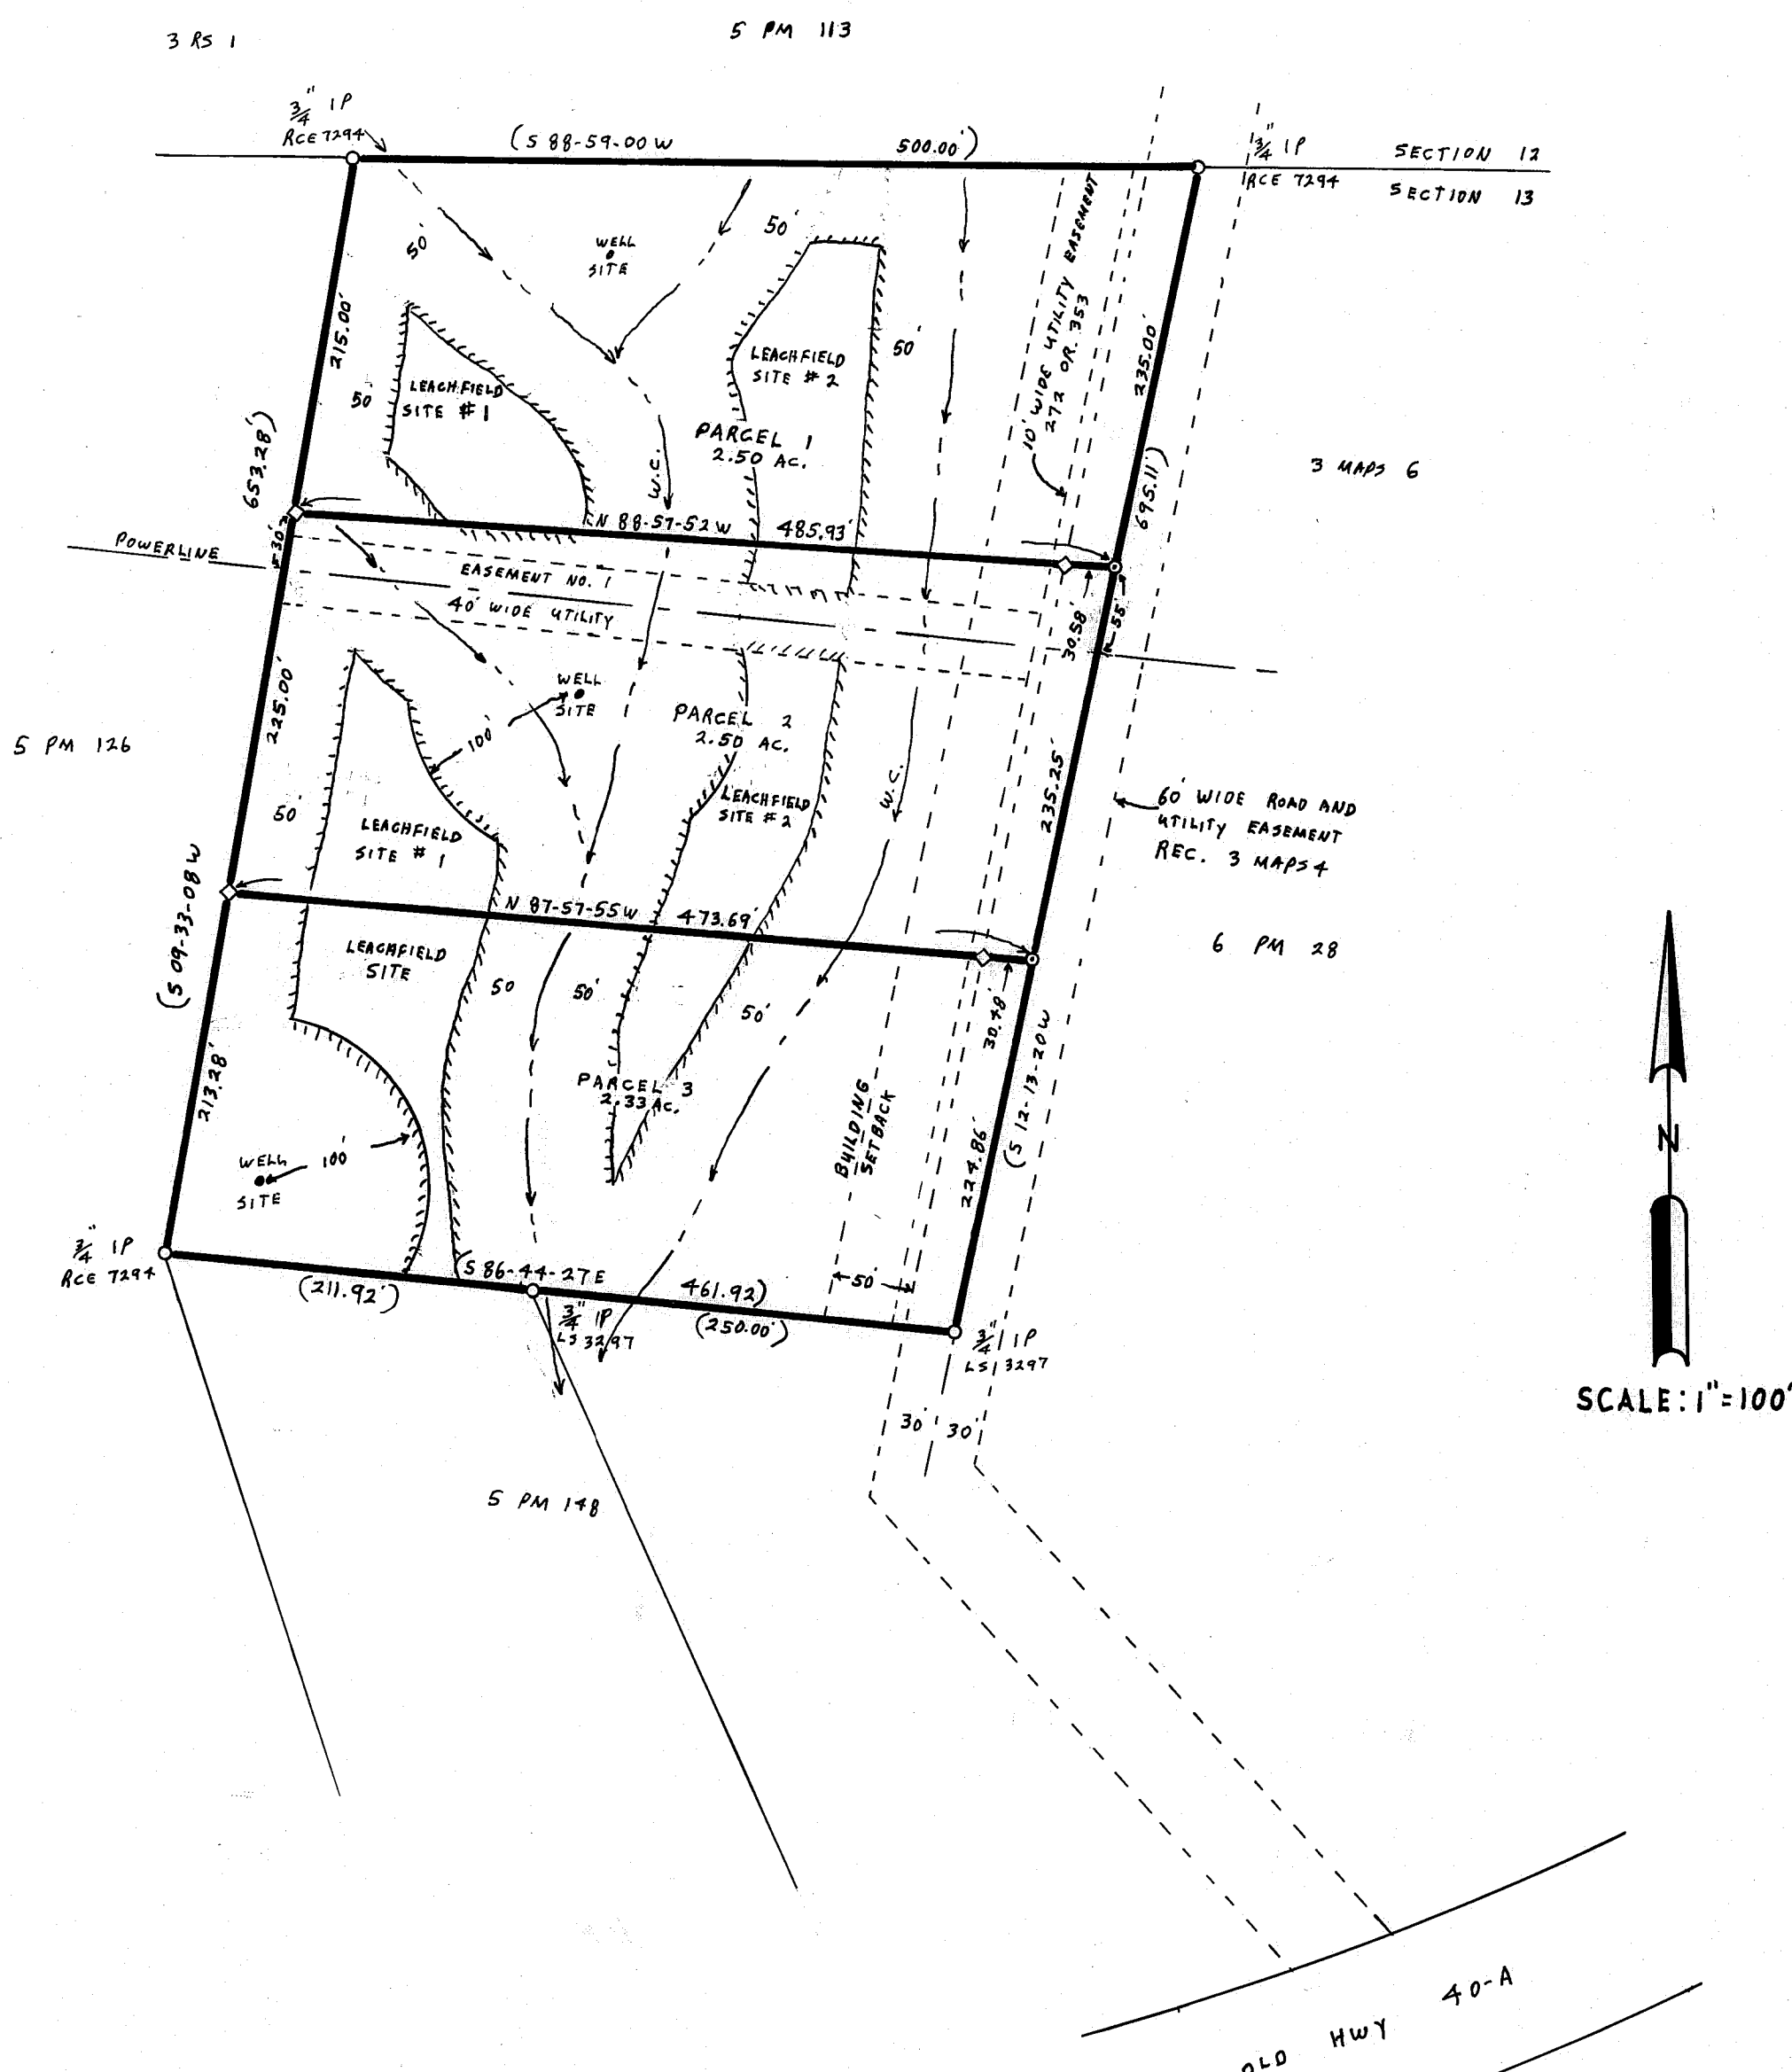 3 RS 1
5 PM 113
3/4" IP
RCE 7294
(S 88-59-00 W 500.00')
3/4" IP
RCE 7294
SECTION 12
SECTION 13
50'
WELL
SITE
50'
10' WIDE UTILITY EASEMENT
272 OR. 353
215.00'
50'
LEACHFIELD
SITE #1
LEACHFIELD
SITE #2
50'
235.00'
PARCEL 1
2.50 AC.
W.C.
(653.28')
695.11')
3 MAPS 6
N 88-57-52 W 485.93'
POWERLINE
30'
EASEMENT NO. 1
40' WIDE UTILITY
30.58'
55'
225.00'
WELL
SITE
100'
PARCEL 2
2.50 AC.
5 PM 126
50'
LEACHFIELD
SITE #1
LEACHFIELD
SITE #2
W.C.
235.25'
60' WIDE ROAD AND
UTILITY EASEMENT
REC. 3 MAPS 4
N 87-57-55 W 473.69'
6 PM 28
(S 09-33-08 W
LEACHFIELD
SITE
50
50'
50'
30.48'
(S 12-13-20 W
213.28'
PARCEL 3
2.33 AC.
BUILDING
SETBACK
224.86'
N
WELL
SITE
100'
3/4" IP
RCE 7294
(S 86-44-27 E 461.92)
50'
(211.92')
3/4" IP
LS 3297
(250.00')
3/4" IP
LS 3297
30' 30'
SCALE: 1"=100'
5 PM 148
OLD HWY 40-A